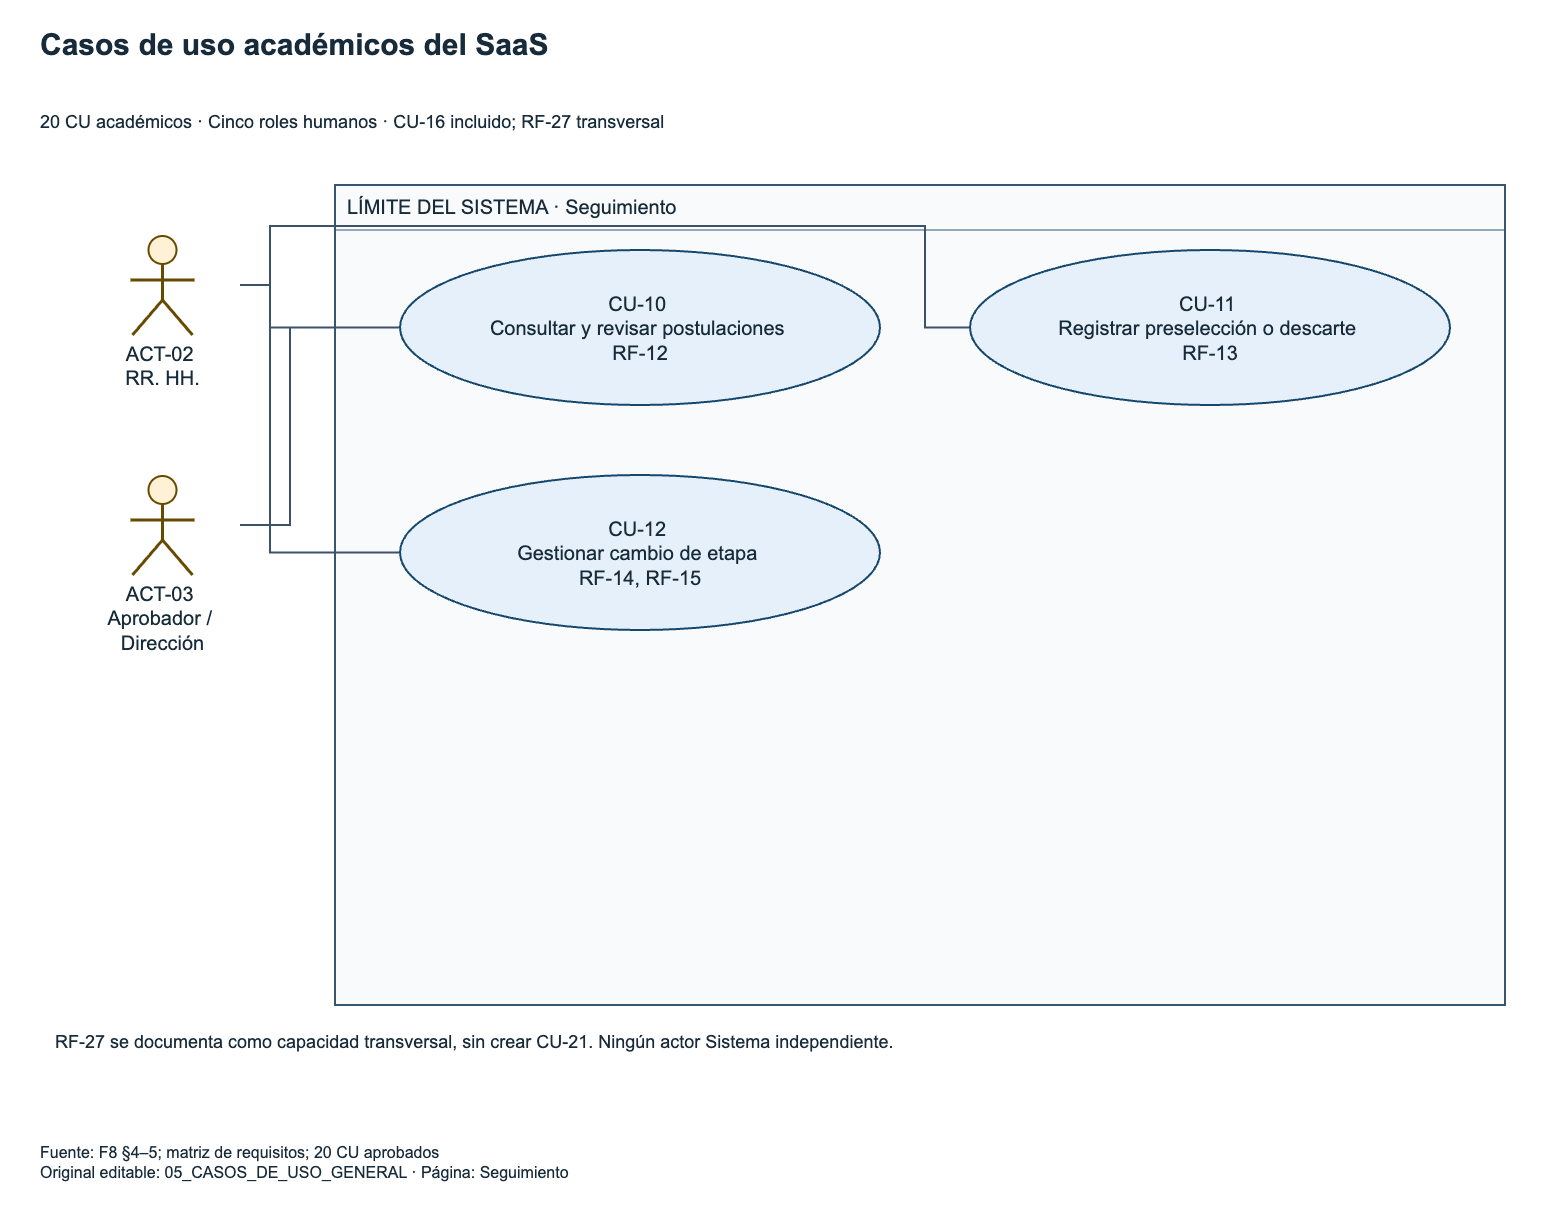 Casos de uso académicos del SaaS
20 CU académicos · Cinco roles humanos · CU-16 incluido; RF-27 transversal
LÍMITE DEL SISTEMA · Seguimiento
ACT-02
RR. HH.
CU-10
Consultar y revisar postulaciones
RF-12
CU-11
Registrar preselección o descarte
RF-13
ACT-03
Aprobador /
Dirección
CU-12
Gestionar cambio de etapa
RF-14, RF-15
RF-27 se documenta como capacidad transversal, sin crear CU-21. Ningún actor Sistema independiente.
Fuente: F8 §4–5; matriz de requisitos; 20 CU aprobados
Original editable: 05_CASOS_DE_USO_GENERAL · Página: Seguimiento